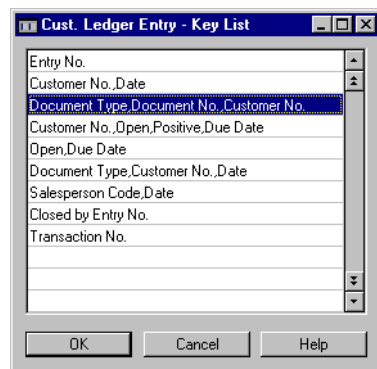 Cust. Ledger Entry - Key List
Entry No.
Customer No.,Date
Document Type,Document No.,Customer No.
Customer No.,Open,Positive,Due Date
Open,Due Date
Document Type,Customer No.,Date
Salesperson Code,Date
Closed by Entry No.
Transaction No.
OK Cancel Help